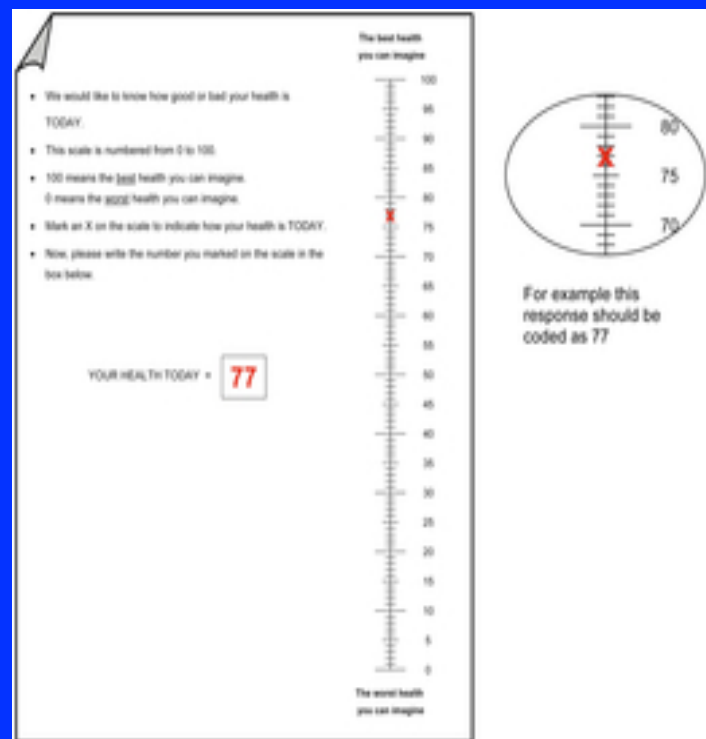 The best health
you can imagine
• We would like to know how good or bad your health is
TODAY.
• This scale is numbered from 0 to 100.
• 100 means the best health you can imagine.
0 means the worst health you can imagine.
• Mark an X on the scale to indicate how your health is TODAY.
• Now, please write the number you marked on the scale in the
box below.
YOUR HEALTH TODAY = 77
100
95
90
85
80
X
75
70
65
60
55
50
45
40
35
30
25
20
15
10
5
0
The worst health
you can imagine
80
X
75
70
For example this
response should be
coded as 77